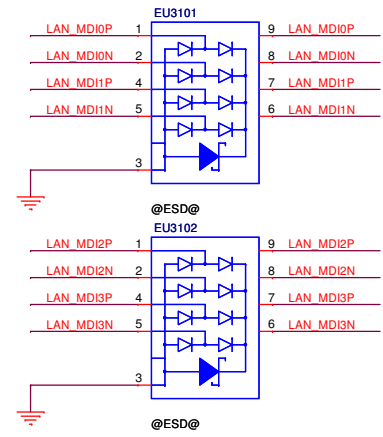 EU3101
LAN_MDI0P 1 9 LAN_MDI0P
LAN_MDI0N 2 8 LAN_MDI0N
LAN_MDI1P 4 7 LAN_MDI1P
LAN_MDI1N 5 6 LAN_MDI1N
3
@ESD@
EU3102
LAN_MDI2P 1 9 LAN_MDI2P
LAN_MDI2N 2 8 LAN_MDI2N
LAN_MDI3P 4 7 LAN_MDI3P
LAN_MDI3N 5 6 LAN_MDI3N
3
@ESD@